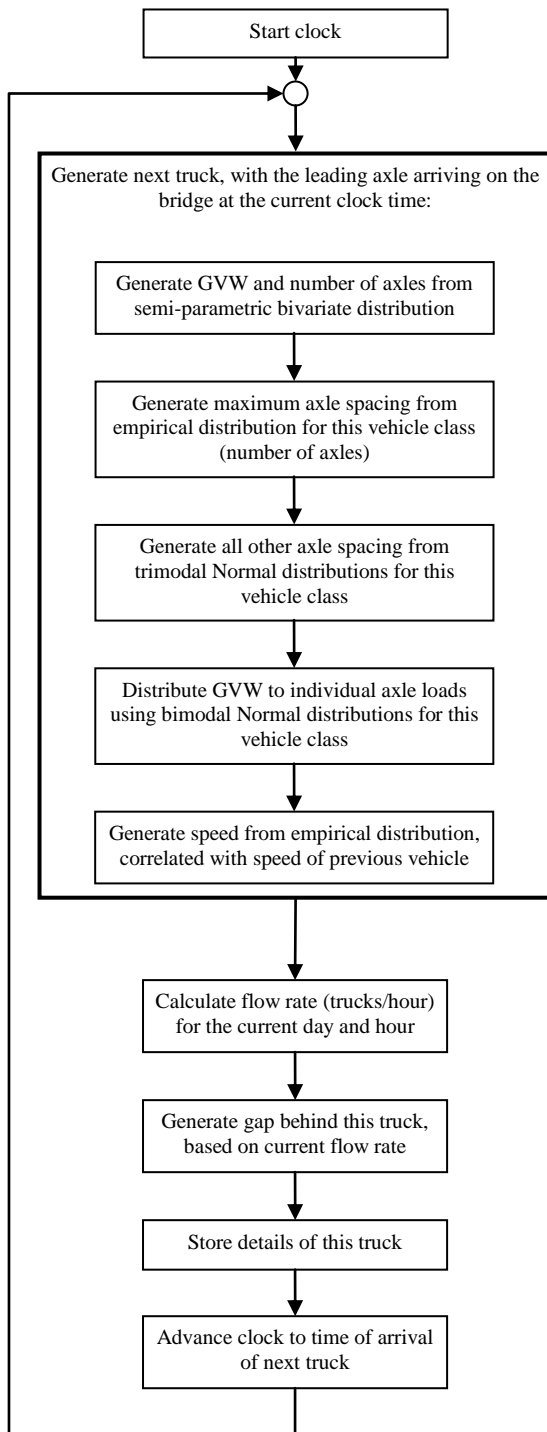 Start clock
Generate next truck, with the leading axle arriving on the
bridge at the current clock time:
Generate GVW and number of axles from
semi-parametric bivariate distribution
Generate maximum axle spacing from
empirical distribution for this vehicle class
(number of axles)
Generate all other axle spacing from
trimodal Normal distributions for this
vehicle class
Distribute GVW to individual axle loads
using bimodal Normal distributions for this
vehicle class
Generate speed from empirical distribution,
correlated with speed of previous vehicle
Calculate flow rate (trucks/hour)
for the current day and hour
Generate gap behind this truck,
based on current flow rate
Store details of this truck
Advance clock to time of arrival
of next truck